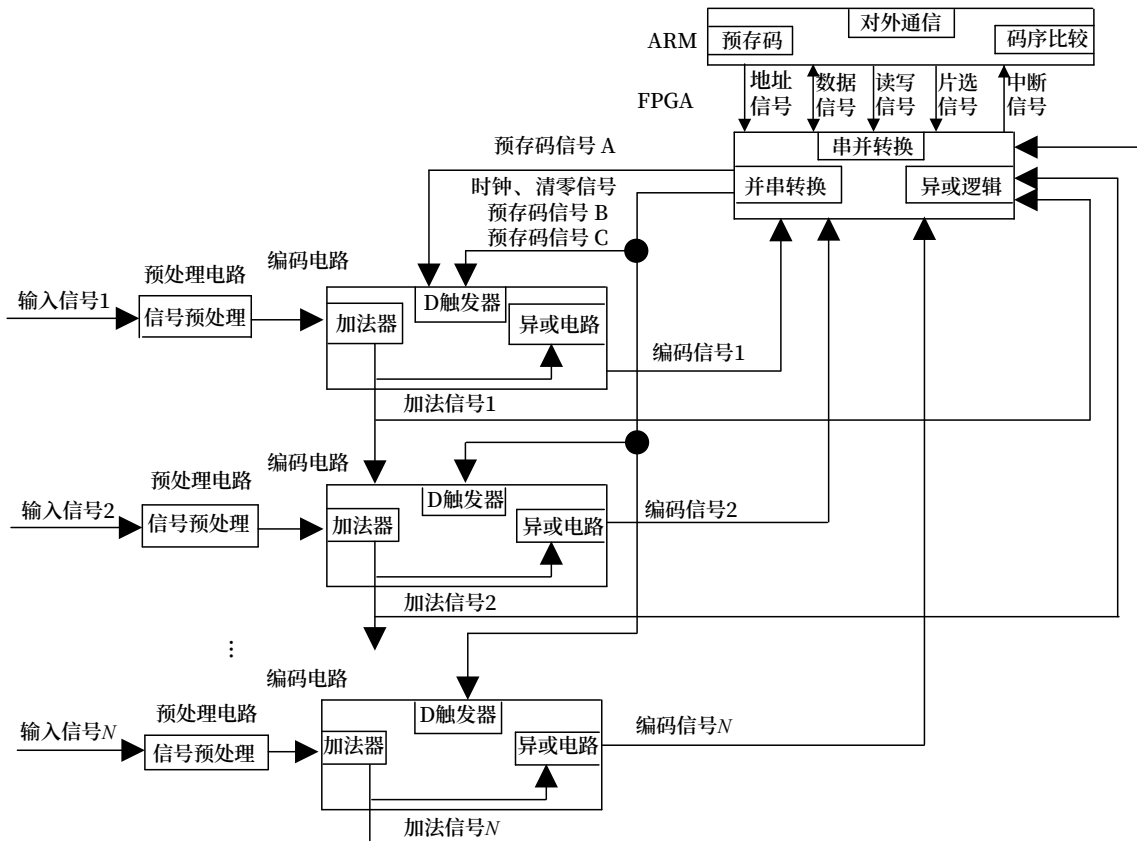 对外通信
ARM
预存码
码序比较
FPGA
地址
信号
数据
信号
读写
信号
片选
信号
中断
信号
串并转换
并串转换
异或逻辑
预存码信号 A
时钟、清零信号
预存码信号 B
预存码信号 C
编码电路
预处理电路
输入信号1
信号预处理
D触发器
加法器
异或电路
编码信号1
加法信号1
编码电路
预处理电路
输入信号2
信号预处理
D触发器
加法器
异或电路
编码信号2
加法信号2
⋮
编码电路
预处理电路
输入信号N
信号预处理
D触发器
加法器
异或电路
编码信号N
加法信号N